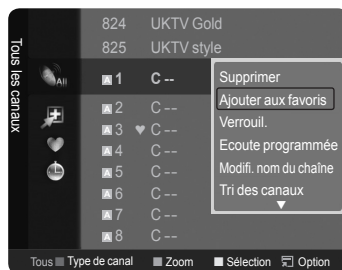 824 UKTV Gold
825 UKTV style
Tous les canaux
All
A 1 C --
A 2 C --
A 3 ♥ C --
A 4 C --
A 5 C --
A 6 C --
A 7 C --
A 8 C --
Supprimer
Ajouter aux favoris
Verrouil.
Ecoute programmée
Modifi. nom du chaîne
Tri des canaux
▼
Tous Type de canal Zoom Sélection Option